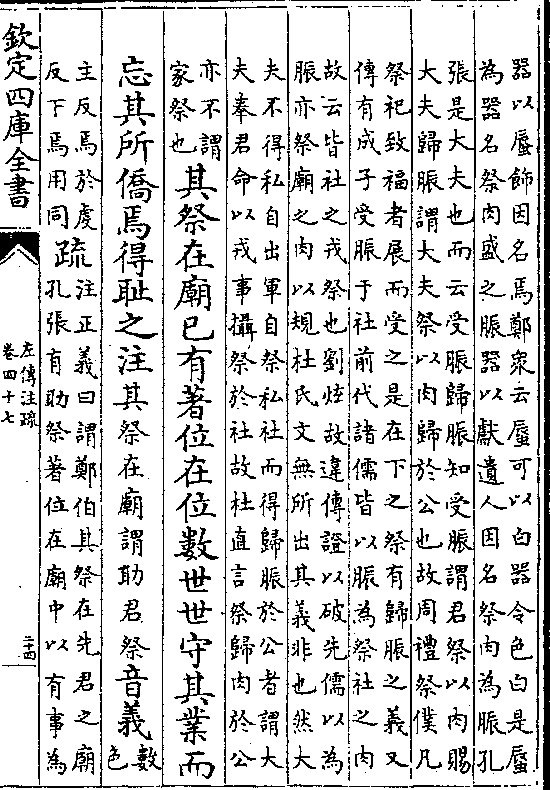 器以蜃飾因名焉鄭衆云蜃可以白器令色白是蜃
為器名祭肉盛之脤器以獻遺人因名祭肉為脤孔
張是大夫也而云受脤歸脤知受脤謂君祭以肉賜
大夫歸脤謂大夫祭以肉歸於公也故周禮祭僕凡
祭祀致福者展而受之是在下之祭有歸脤之義又
傳有成子受脤于社前代諸儒皆以脤為祭社之肉
故云皆社之戎祭也劉炫故違傳證以破先儒以為
脤亦祭廟之肉以規杜氏文無所出其義非也然大
夫不得私自出軍自祭私社而得歸脤於公者謂大
夫奉君命以戎事攝祭於社故杜直言祭歸肉於公
亦不謂
家祭也
其祭在廟已有著位在位數世世守其業而
忘其所僑焉得耻之注其祭在廟謂助君祭音義
數
色
主反焉於虔
反下焉用同
疏
注正義曰謂鄭伯其祭在先君之廟
孔張有助祭著位在廟中以有事為
欽定四庫全書
左傳注疏
卷四十七
二十四